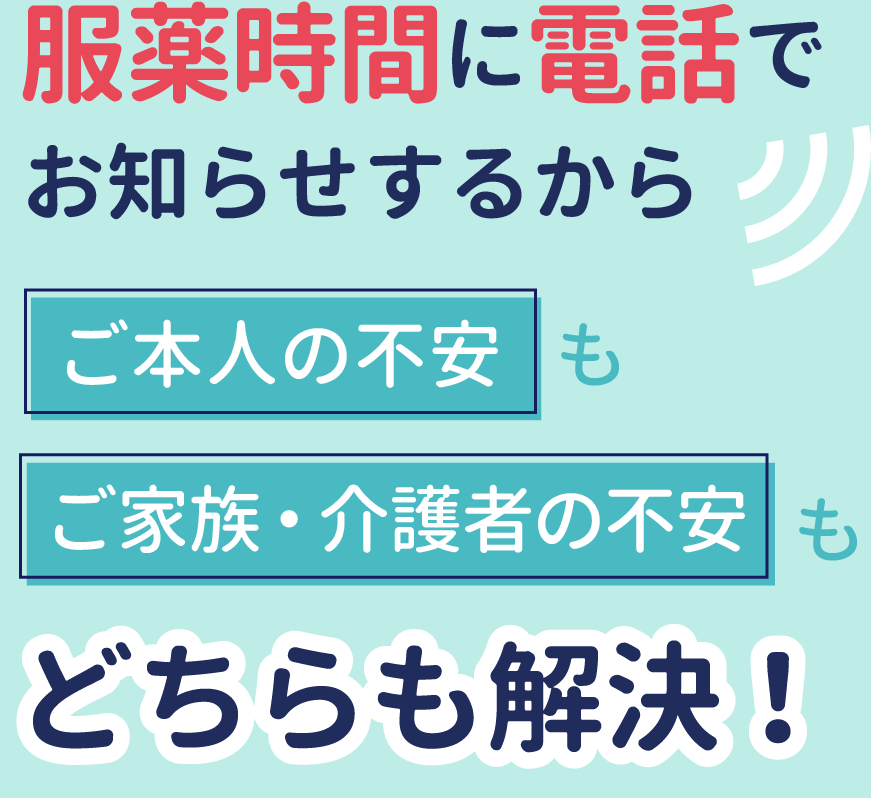 服薬時間に電話で
お知らせするから
ご本人の不安も
ご家族・介護者の不安も
どちらも解決！